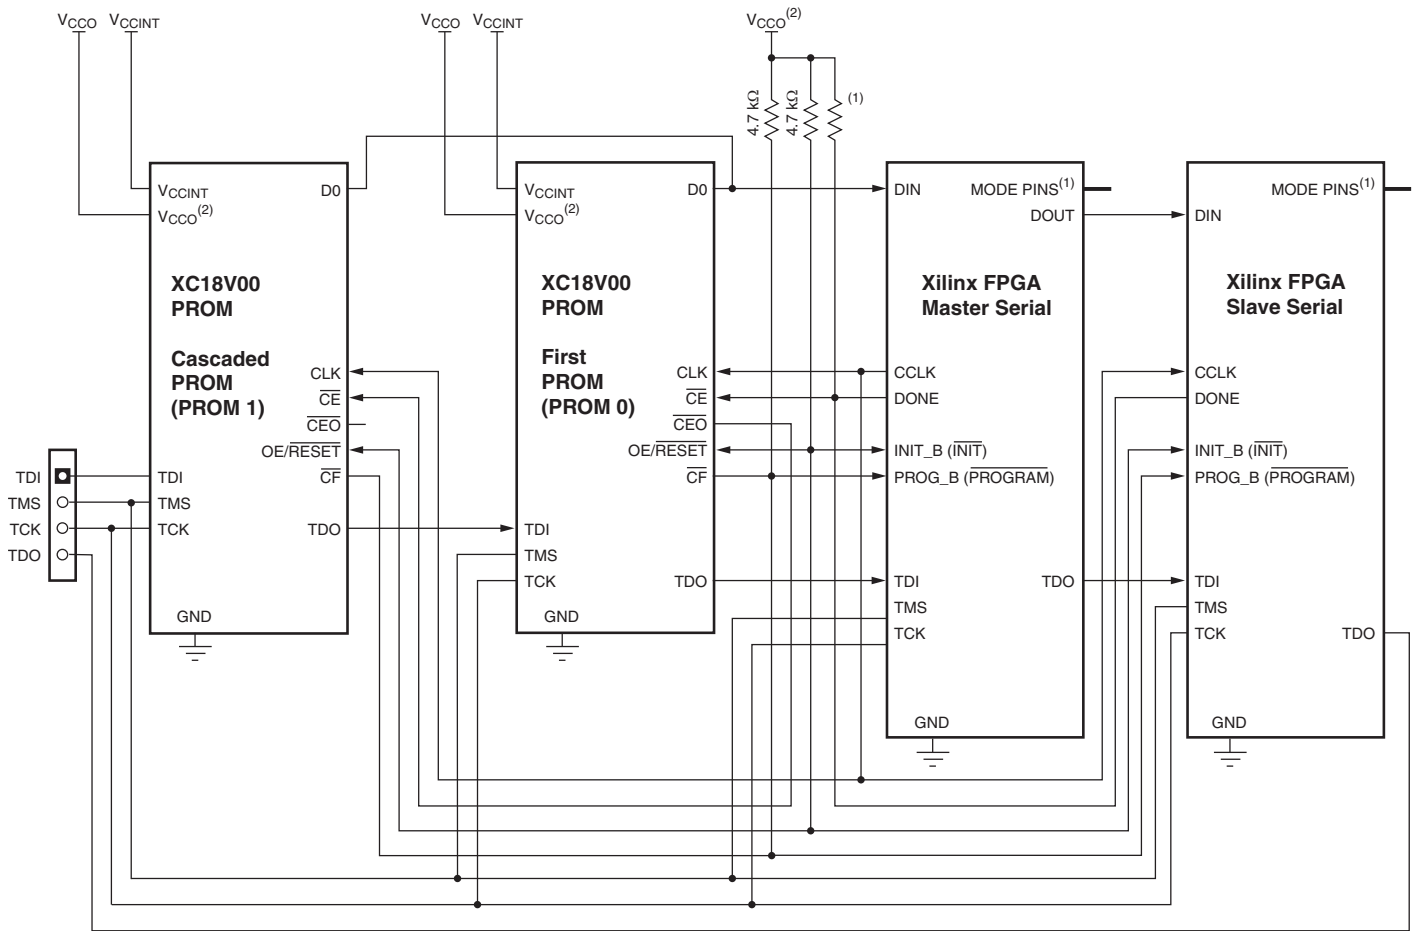 VCCO VCCINT
VCCO VCCINT
VCCO(2)
4.7 kΩ
4.7 kΩ
(1)
VCCINT
VCCO(2)
D0
XC18V00
PROM
Cascaded
PROM
(PROM 1)
CLK
CE
CEO
OE/RESET
CF
TDI
TMS
TCK
TDO
GND
TDI
TMS
TCK
TDO
VCCINT
VCCO(2)
D0
XC18V00
PROM
First
PROM
(PROM 0)
CLK
CE
CEO
OE/RESET
CF
TDI
TMS
TCK
TDO
GND
DIN
MODE PINS(1)
DOUT
Xilinx FPGA
Master Serial
CCLK
DONE
INIT_B (INIT)
PROG_B (PROGRAM)
TDI
TMS
TCK
TDO
GND
MODE PINS(1)
DIN
Xilinx FPGA
Slave Serial
CCLK
DONE
INIT_B (INIT)
PROG_B (PROGRAM)
TDI
TMS
TCK
TDO
GND